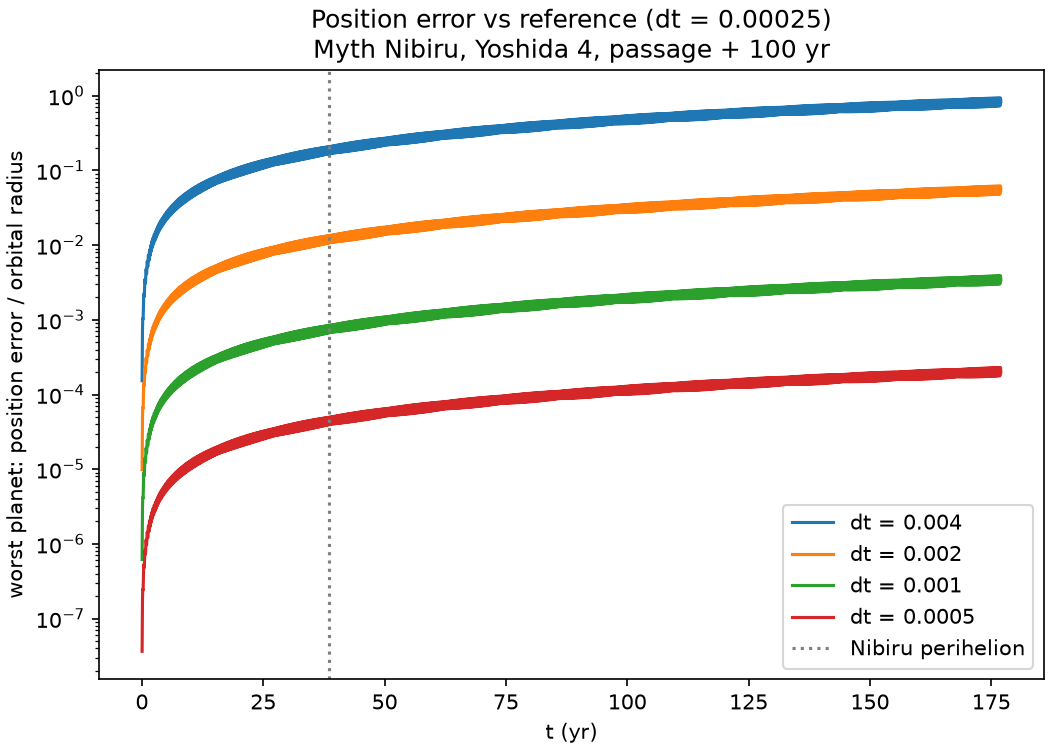 Position error vs reference (dt = 0.00025)
Myth Nibiru, Yoshida 4, passage + 100 yr
worst planet: position error / orbital radius
10⁰
10⁻¹
10⁻²
10⁻³
10⁻⁴
10⁻⁵
10⁻⁶
10⁻⁷
dt = 0.004
dt = 0.002
dt = 0.001
dt = 0.0005
Nibiru perihelion
0 25 50 75 100 125 150 175
t (yr)